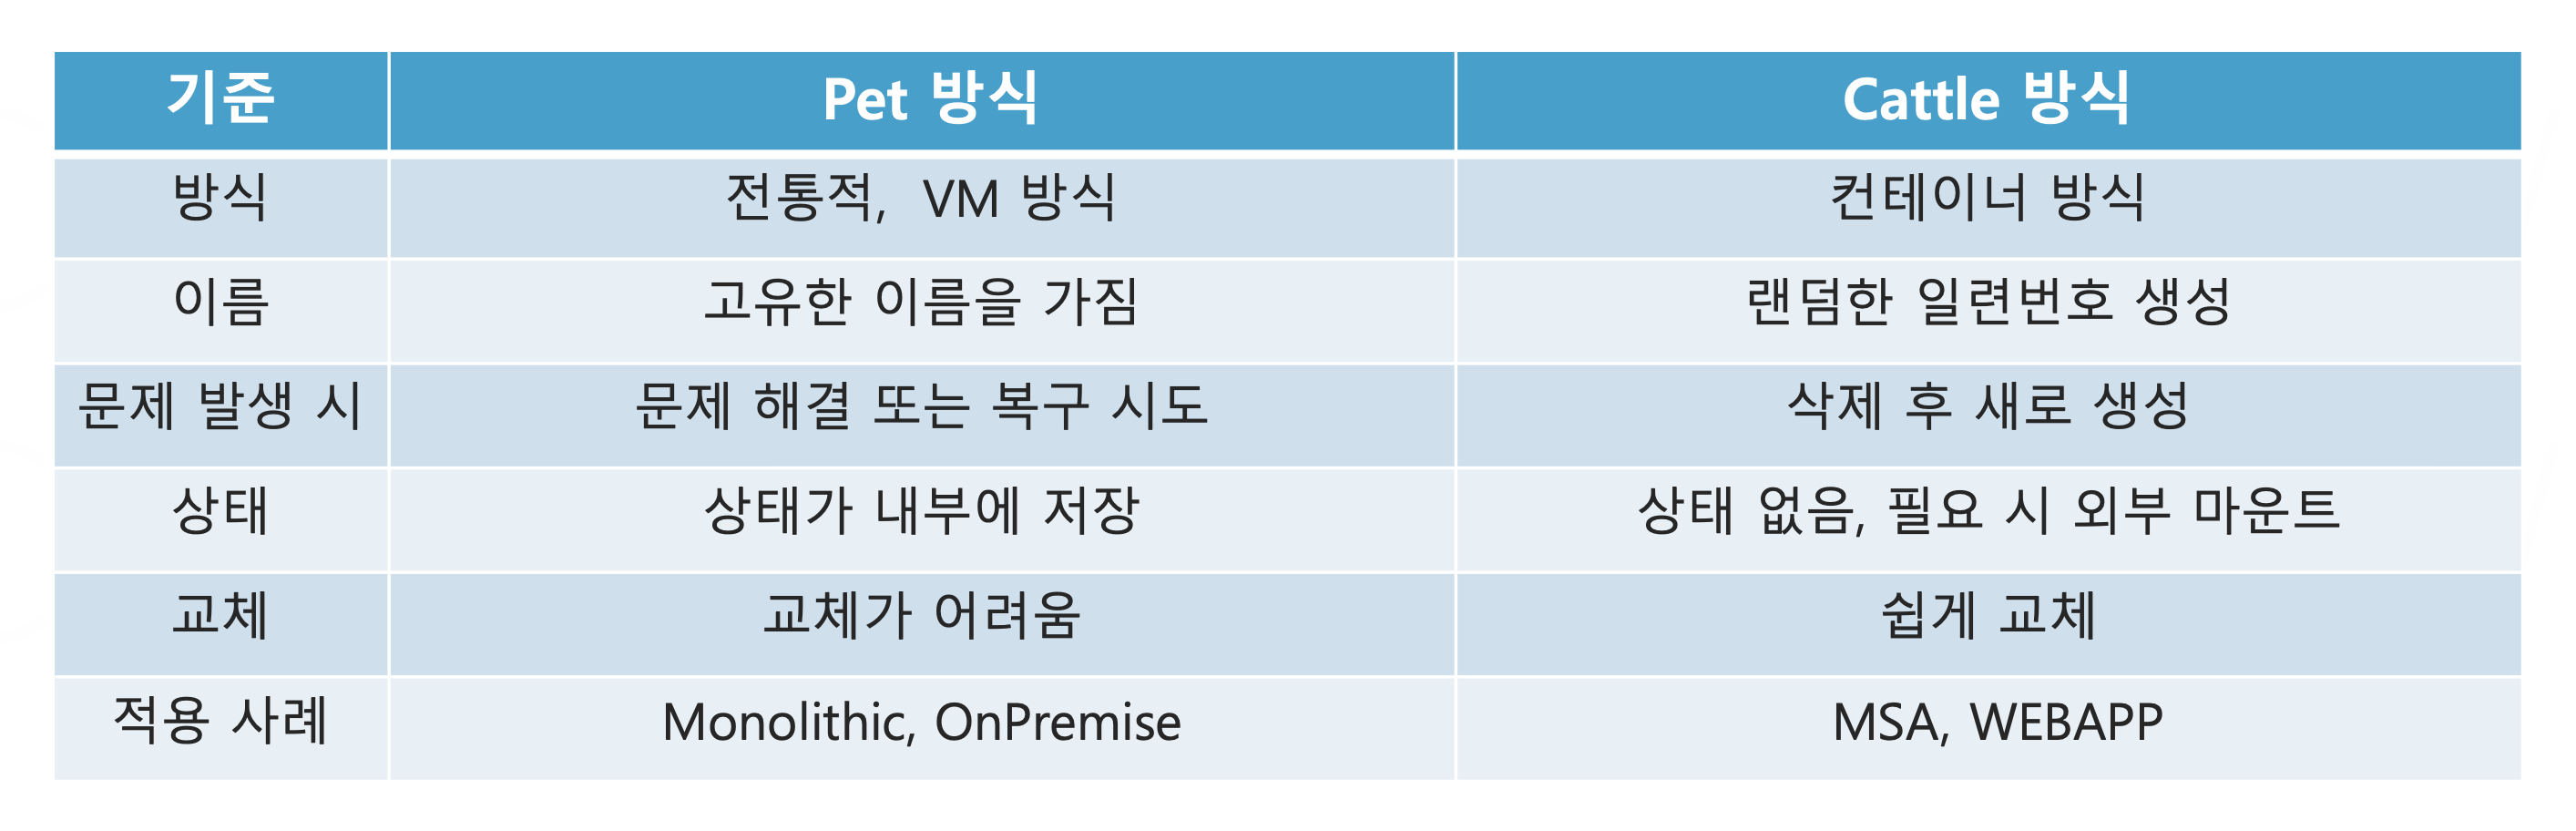 기준 Pet 방식 Cattle 방식
방식 전통적, VM 방식 컨테이너 방식
이름 고유한 이름을 가짐 랜덤한 일련번호 생성
문제 발생 시 문제 해결 또는 복구 시도 삭제 후 새로 생성
상태 상태가 내부에 저장 상태 없음, 필요 시 외부 마운트
교체 교체가 어려움 쉽게 교체
적용 사례 Monolithic, OnPremise MSA, WEBAPP